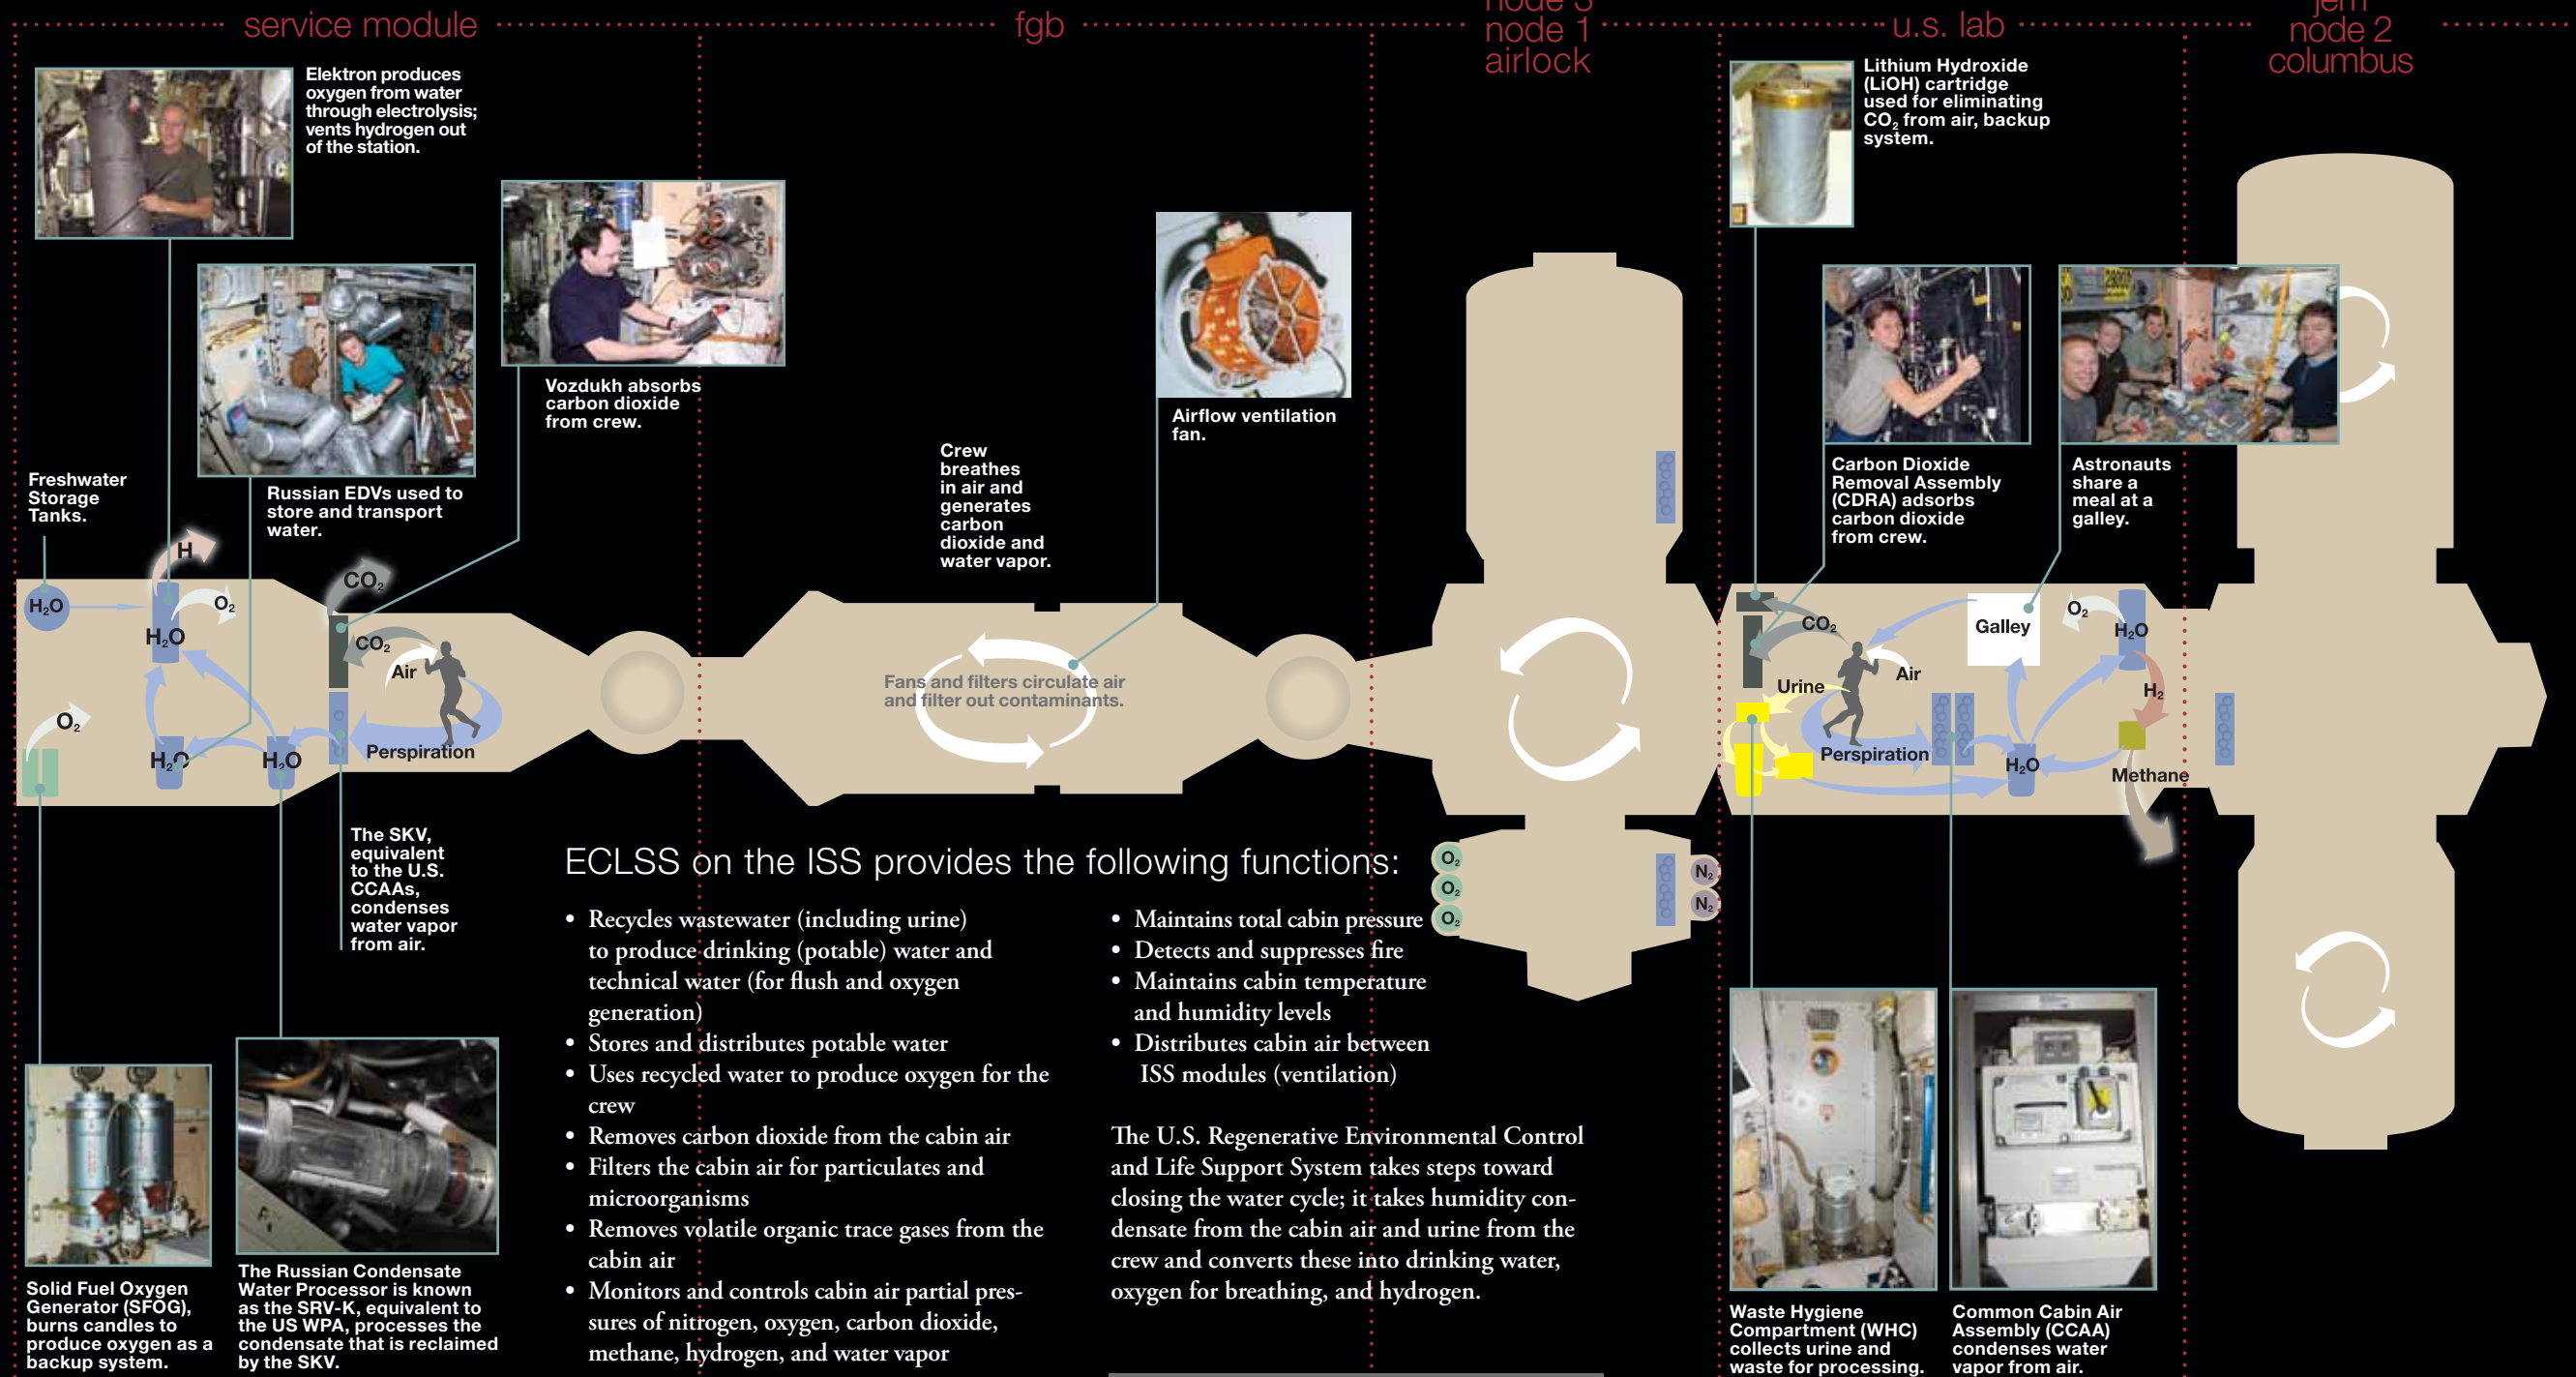 service module
fgb
node 3
node 1
airlock
u.s. lab
jem
node 2
columbus
Elektron produces
oxygen from water
through electrolysis;
vents hydrogen out
of the station.
Russian EDVs used to
store and transport
water.
Vozdukh absorbs
carbon dioxide
from crew.
Freshwater
Storage
Tanks.
Crew
breathes
in air and
generates
carbon
dioxide and
water vapor.
Airflow ventilation
fan.
Lithium Hydroxide
(LiOH) cartridge
used for eliminating
CO₂ from air, backup
system.
Carbon Dioxide
Removal Assembly
(CDRA) adsorbs
carbon dioxide
from crew.
Astronauts
share a
meal at a
galley.
H
CO₂
H₂O
O₂
H₂O
CO₂
Air
O₂
H₂O
H₂O
Perspiration
Fans and filters circulate air
and filter out contaminants.
CO₂
Galley
O₂
H₂O
Air
Urine
H₂
Perspiration
H₂O
Methane
The SKV,
equivalent
to the U.S.
CCAAs,
condenses
water vapor
from air.
O₂
O₂
O₂
N₂
N₂
ECLSS on the ISS provides the following functions:
• Recycles wastewater (including urine)
to produce drinking (potable) water and
technical water (for flush and oxygen
generation)
• Stores and distributes potable water
• Uses recycled water to produce oxygen for the
crew
• Removes carbon dioxide from the cabin air
• Filters the cabin air for particulates and
microorganisms
• Removes volatile organic trace gases from the
cabin air
• Monitors and controls cabin air partial pres-
sures of nitrogen, oxygen, carbon dioxide,
methane, hydrogen, and water vapor
• Maintains total cabin pressure
• Detects and suppresses fire
• Maintains cabin temperature
and humidity levels
• Distributes cabin air between
ISS modules (ventilation)
The U.S. Regenerative Environmental Control
and Life Support System takes steps toward
closing the water cycle; it takes humidity con-
densate from the cabin air and urine from the
crew and converts these into drinking water,
oxygen for breathing, and hydrogen.
Solid Fuel Oxygen
Generator (SFOG),
burns candles to
produce oxygen as a
backup system.
The Russian Condensate
Water Processor is known
as the SRV-K, equivalent to
the US WPA, processes the
condensate that is reclaimed
by the SKV.
Waste Hygiene
Compartment (WHC)
collects urine and
waste for processing.
Common Cabin Air
Assembly (CCAA)
condenses water
vapor from air.